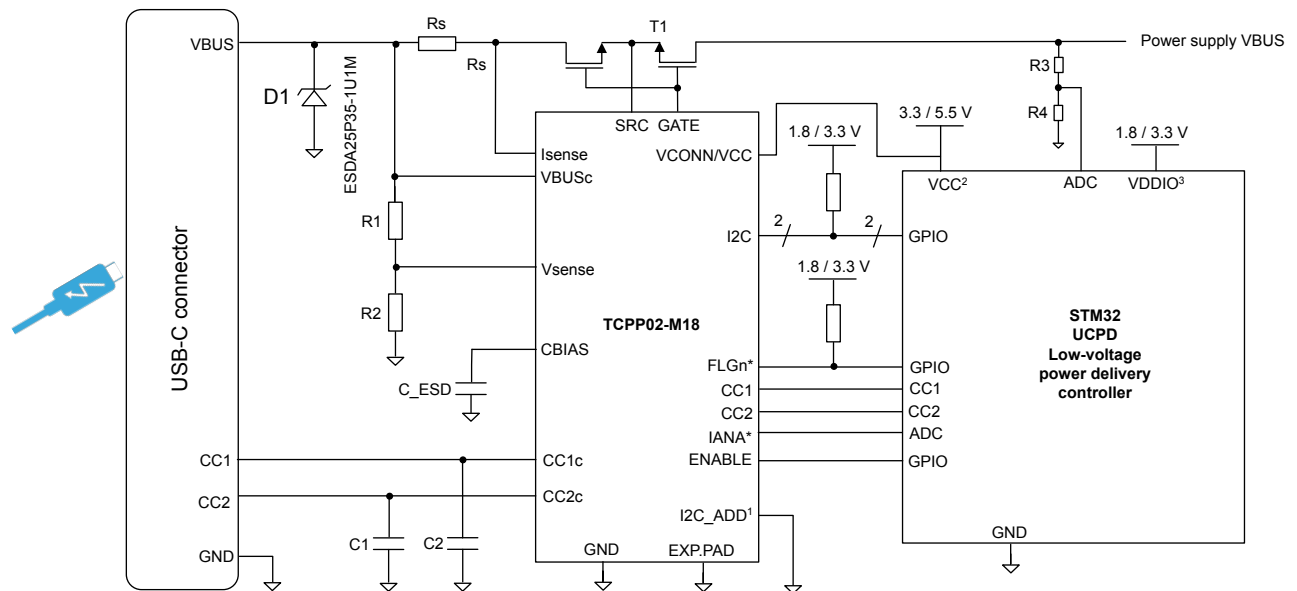 Rs
T1
VBUS
Power supply VBUS
Rs
R3
D1
ESDA25P35-1U1M
R4
SRC
GATE
1.8 / 3.3 V
3.3 / 5.5 V
1.8 / 3.3 V
Isense
VCONN/VCC
VBUSc
VCC²
ADC
VDDIO³
R1
2
2
I2C
GPIO
Vsense
1.8 / 3.3 V
USB-C connector
R2
TCPP02-M18
STM32
UCPD
Low-voltage
power delivery
controller
CBIAS
FLGn*
GPIO
C_ESD
CC1
CC1
CC2
CC2
IANA*
ADC
CC1
CC1c
ENABLE
GPIO
CC2
CC2c
I2C_ADD¹
C1
C2
GND
GND
EXP.PAD
GND